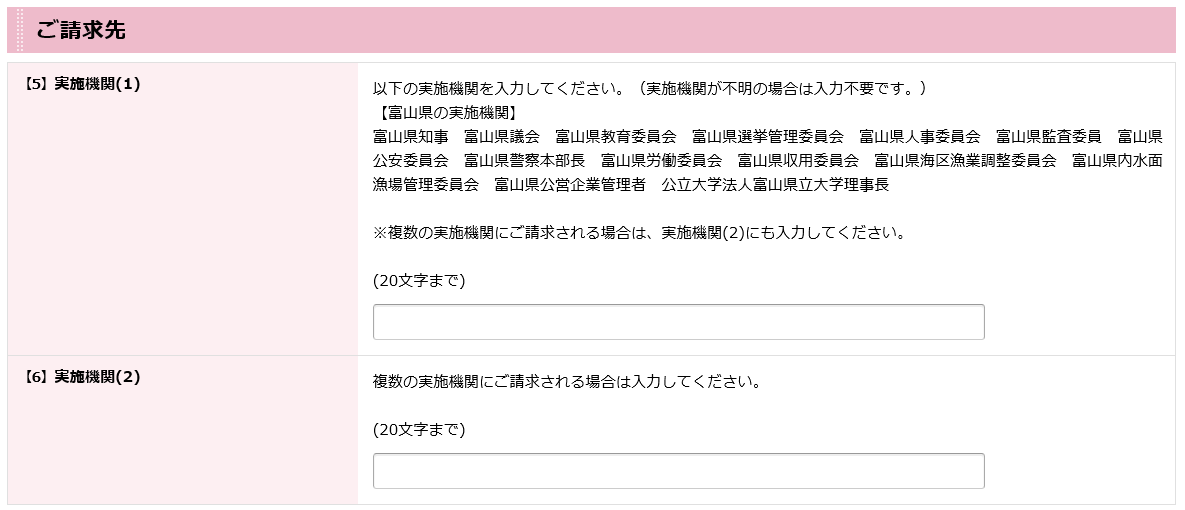 ご請求先
【5】実施機関(1)
以下の実施機関を入力してください。（実施機関が不明の場合は入力不要です。）
【富山県の実施機関】
富山県知事　富山県議会　富山県教育委員会　富山県選挙管理委員会　富山県人事委員会　富山県監査委員　富山県
公安委員会　富山県警察本部長　富山県労働委員会　富山県収用委員会　富山県海区漁業調整委員会　富山県内水面
漁場管理委員会　富山県公営企業管理者　公立大学法人富山県立大学理事長
※複数の実施機関にご請求される場合は、実施機関(2)にも入力してください。
(20文字まで)
【6】実施機関(2)
複数の実施機関にご請求される場合は入力してください。
(20文字まで)